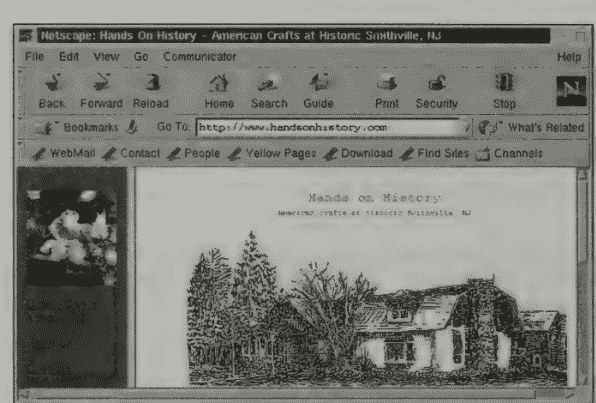 Netscape: Hands On History - American Crafts at Historic Smithville, NJ
File Edit View Go Communicator Help
Back Forward Reload Home Search Guide Print Security Stop N
Bookmarks Go To: http://www.handsonhistory.com What's Related
WebMail Contact People Yellow Pages Download Find Sites Channels
Hands on History
American Crafts at Historic Smithville, NJ